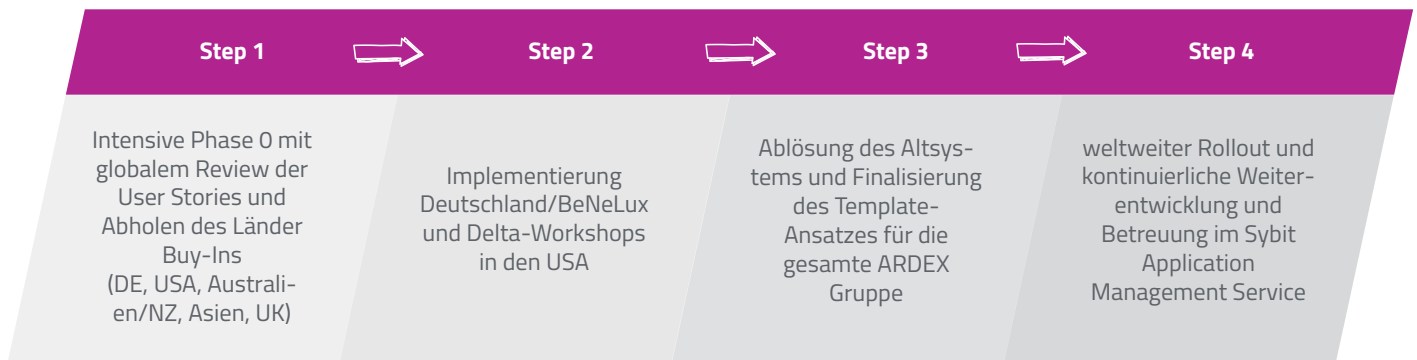 Step 1
Intensive Phase 0 mit
globalem Review der
User Stories und
Abholen des Länder
Buy-Ins
(DE, USA, Australi-
en/NZ, Asien, UK)
Step 2
Implementierung
Deutschland/BeNeLux
und Delta-Workshops
in den USA
Step 3
Ablösung des Altsys-
tems und Finalisierung
des Template-
Ansatzes für die
gesamte ARDEX
Gruppe
Step 4
weltweiter Rollout und
kontinuierliche Weiter-
entwicklung und
Betreuung im Sybit
Application
Management Service